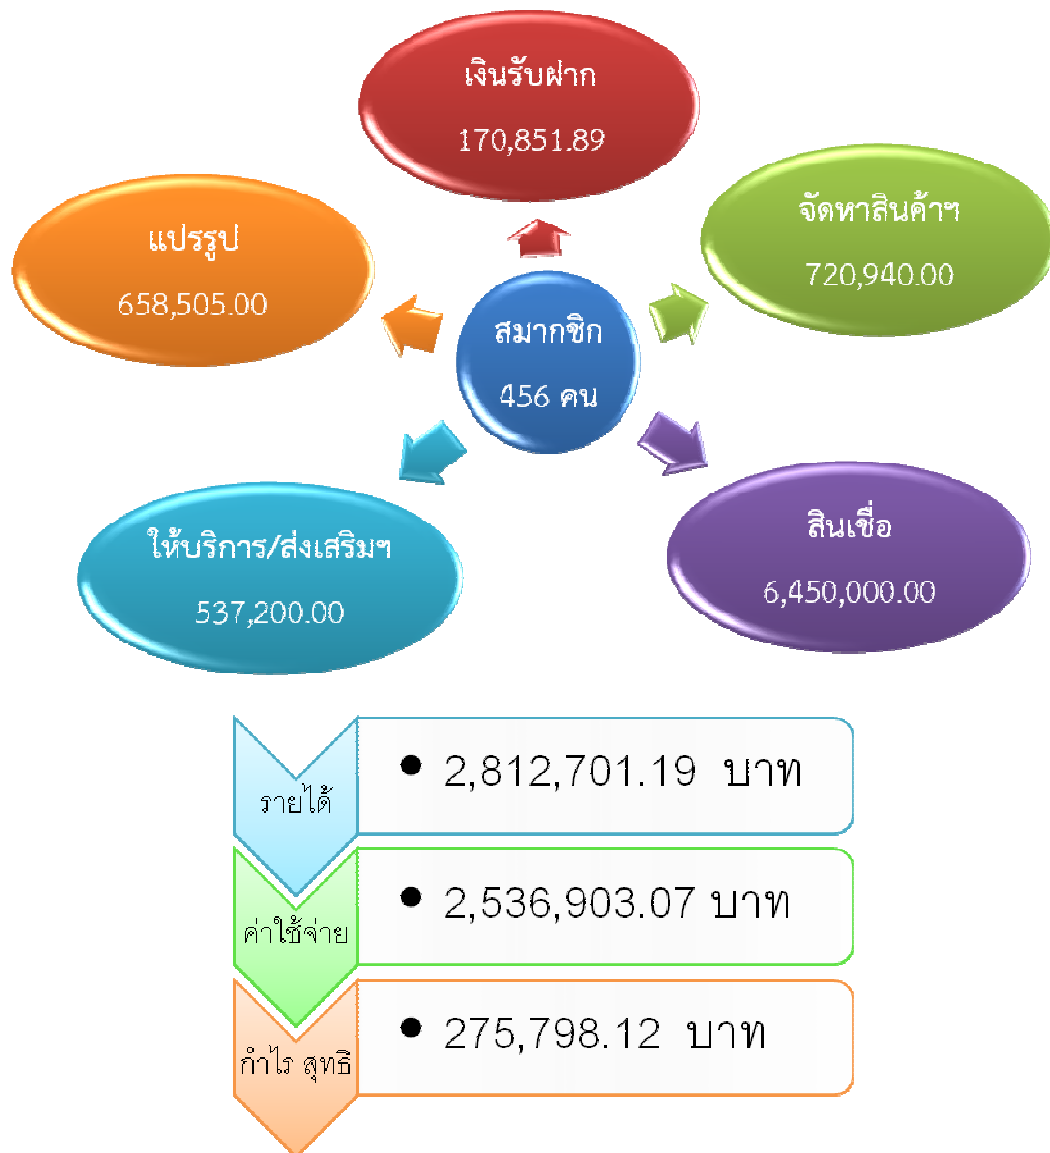 เงินรับฝาก
170,851.89
จัดหาสินค้าฯ
720,940.00
แปรรูป
658,505.00
สมาชิก
456 คน
สินเชื่อ
6,450,000.00
ให้บริการ/ส่งเสริมฯ
537,200.00
รายได้
• 2,812,701.19 บาท
ค่าใช้จ่าย
• 2,536,903.07 บาท
กำไร สุทธิ
• 275,798.12 บาท